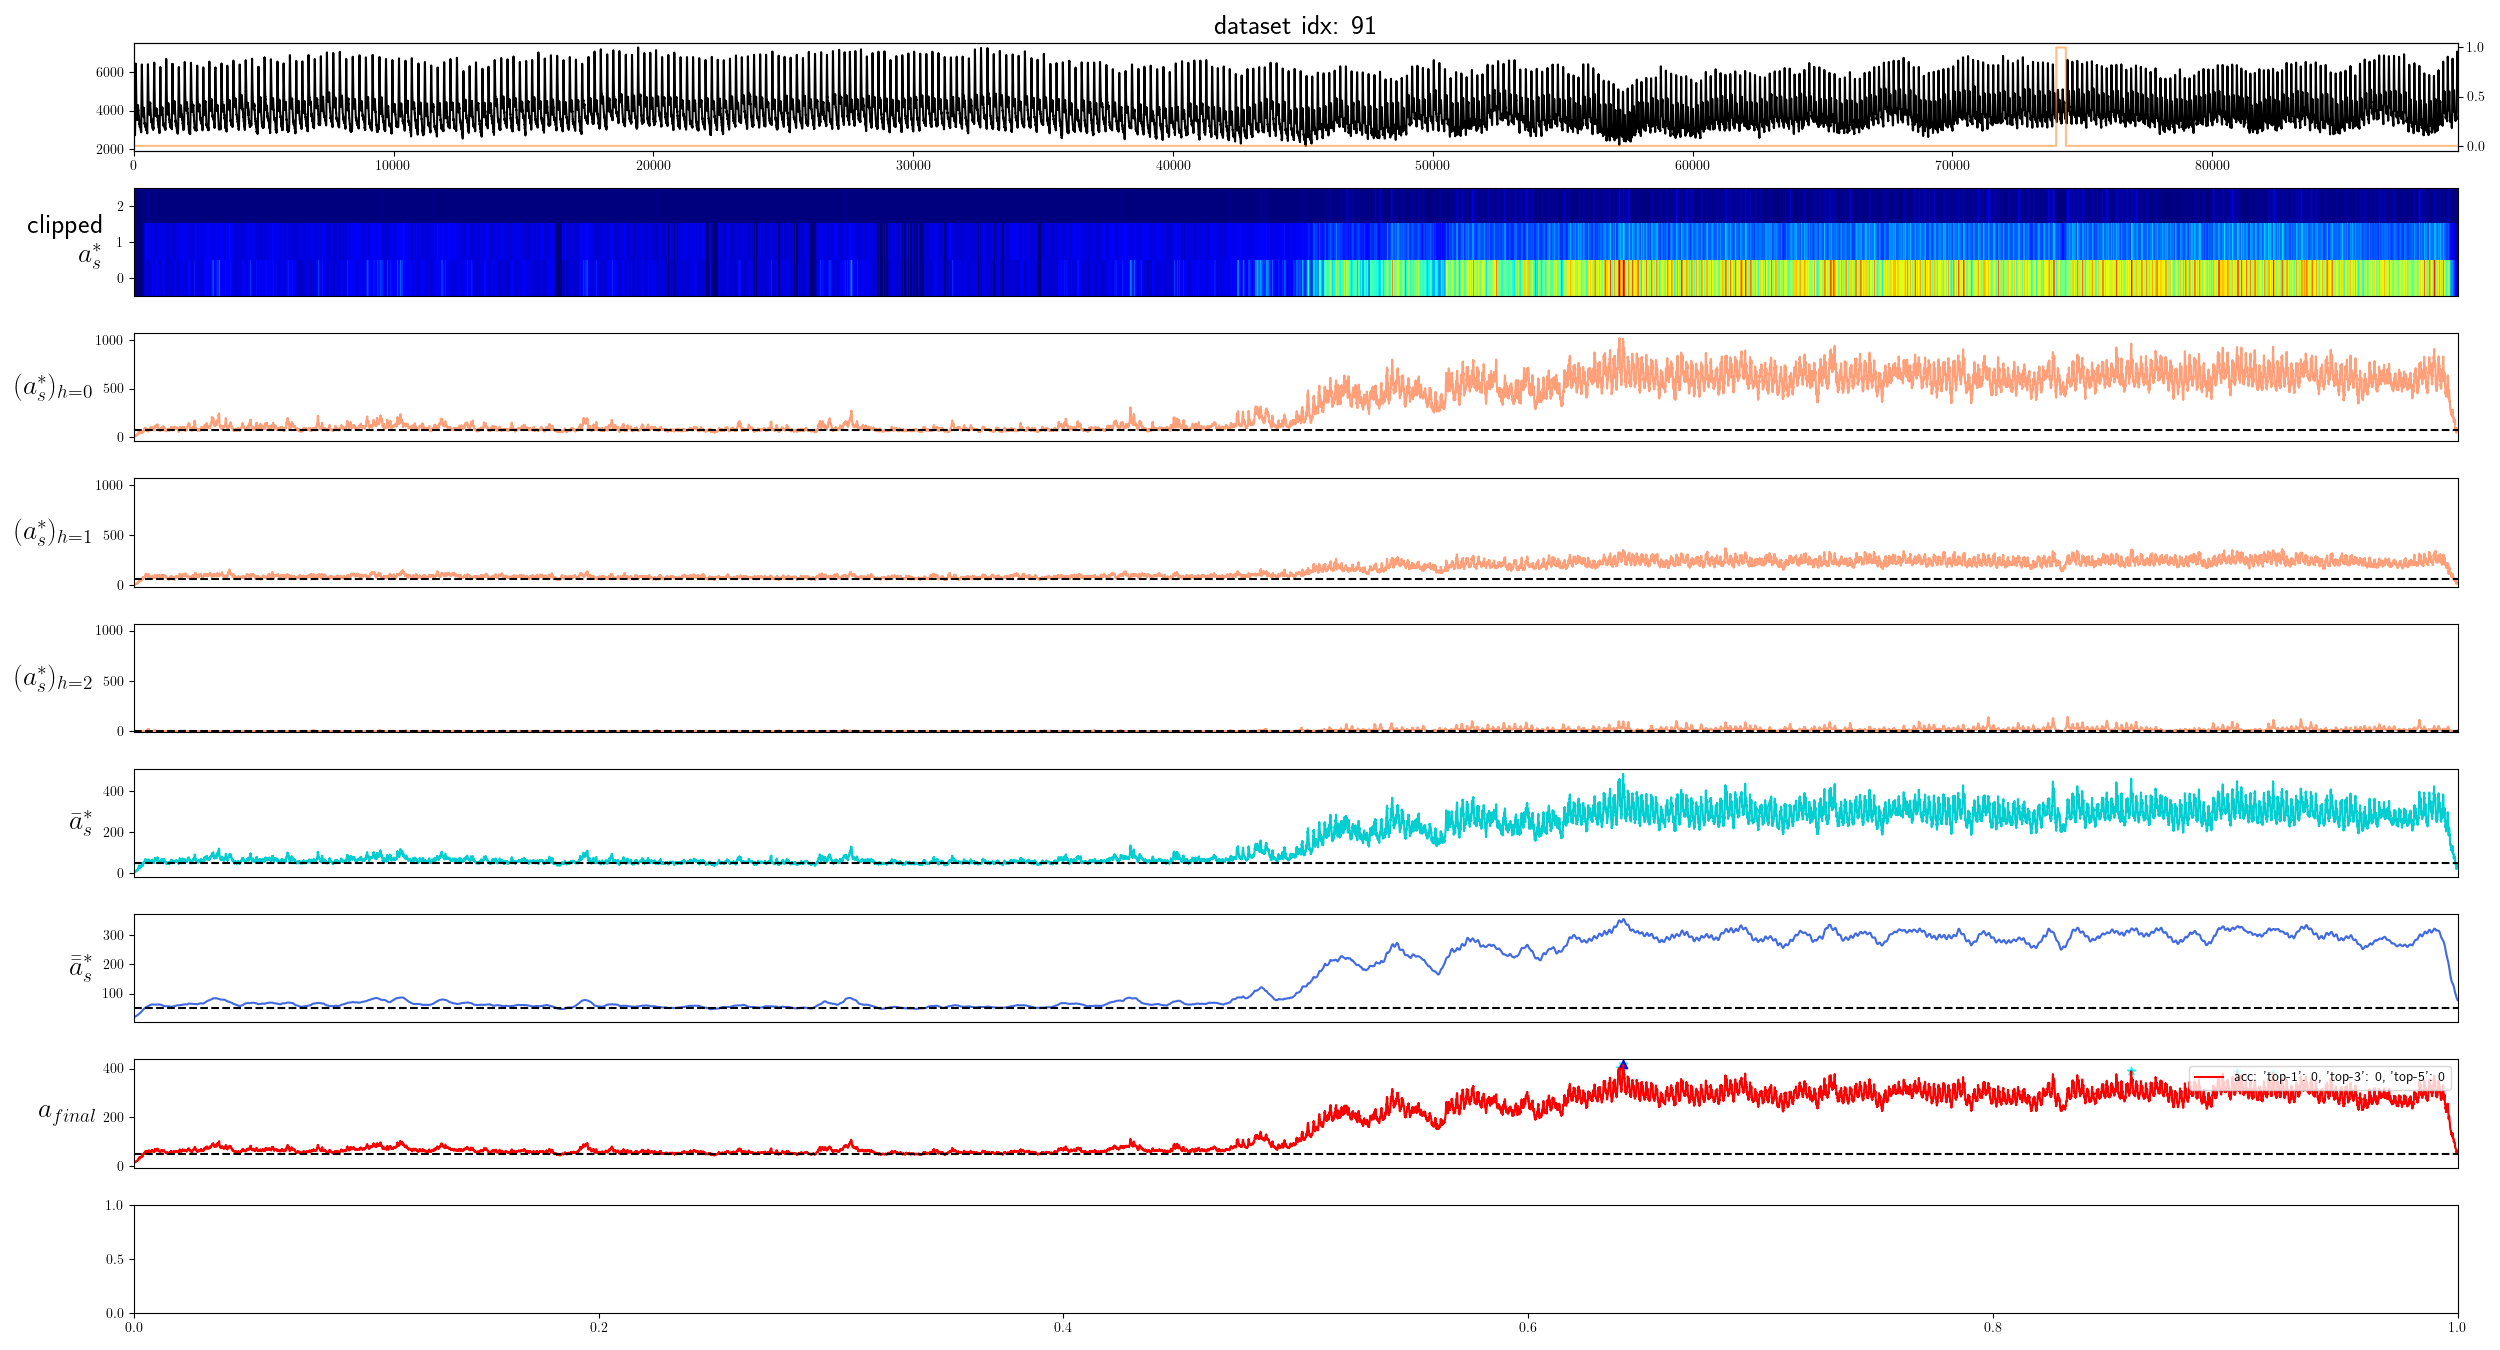 dataset idx: 91
6000
4000
2000
1.0
0.5
0.0
0 10000 20000 30000 40000 50000 60000 70000 80000
clipped
a*s
2
1
0
(a*s)h=0
1000
500
0
(a*s)h=1
1000
500
0
(a*s)h=2
1000
500
0
ā*s
400
200
0
a̿*s
300
200
100
afinal
400
200
0
acc: 'top-1': 0, 'top-3': 0, 'top-5': 0
1.0
0.5
0.0
0.0 0.2 0.4 0.6 0.8 1.0